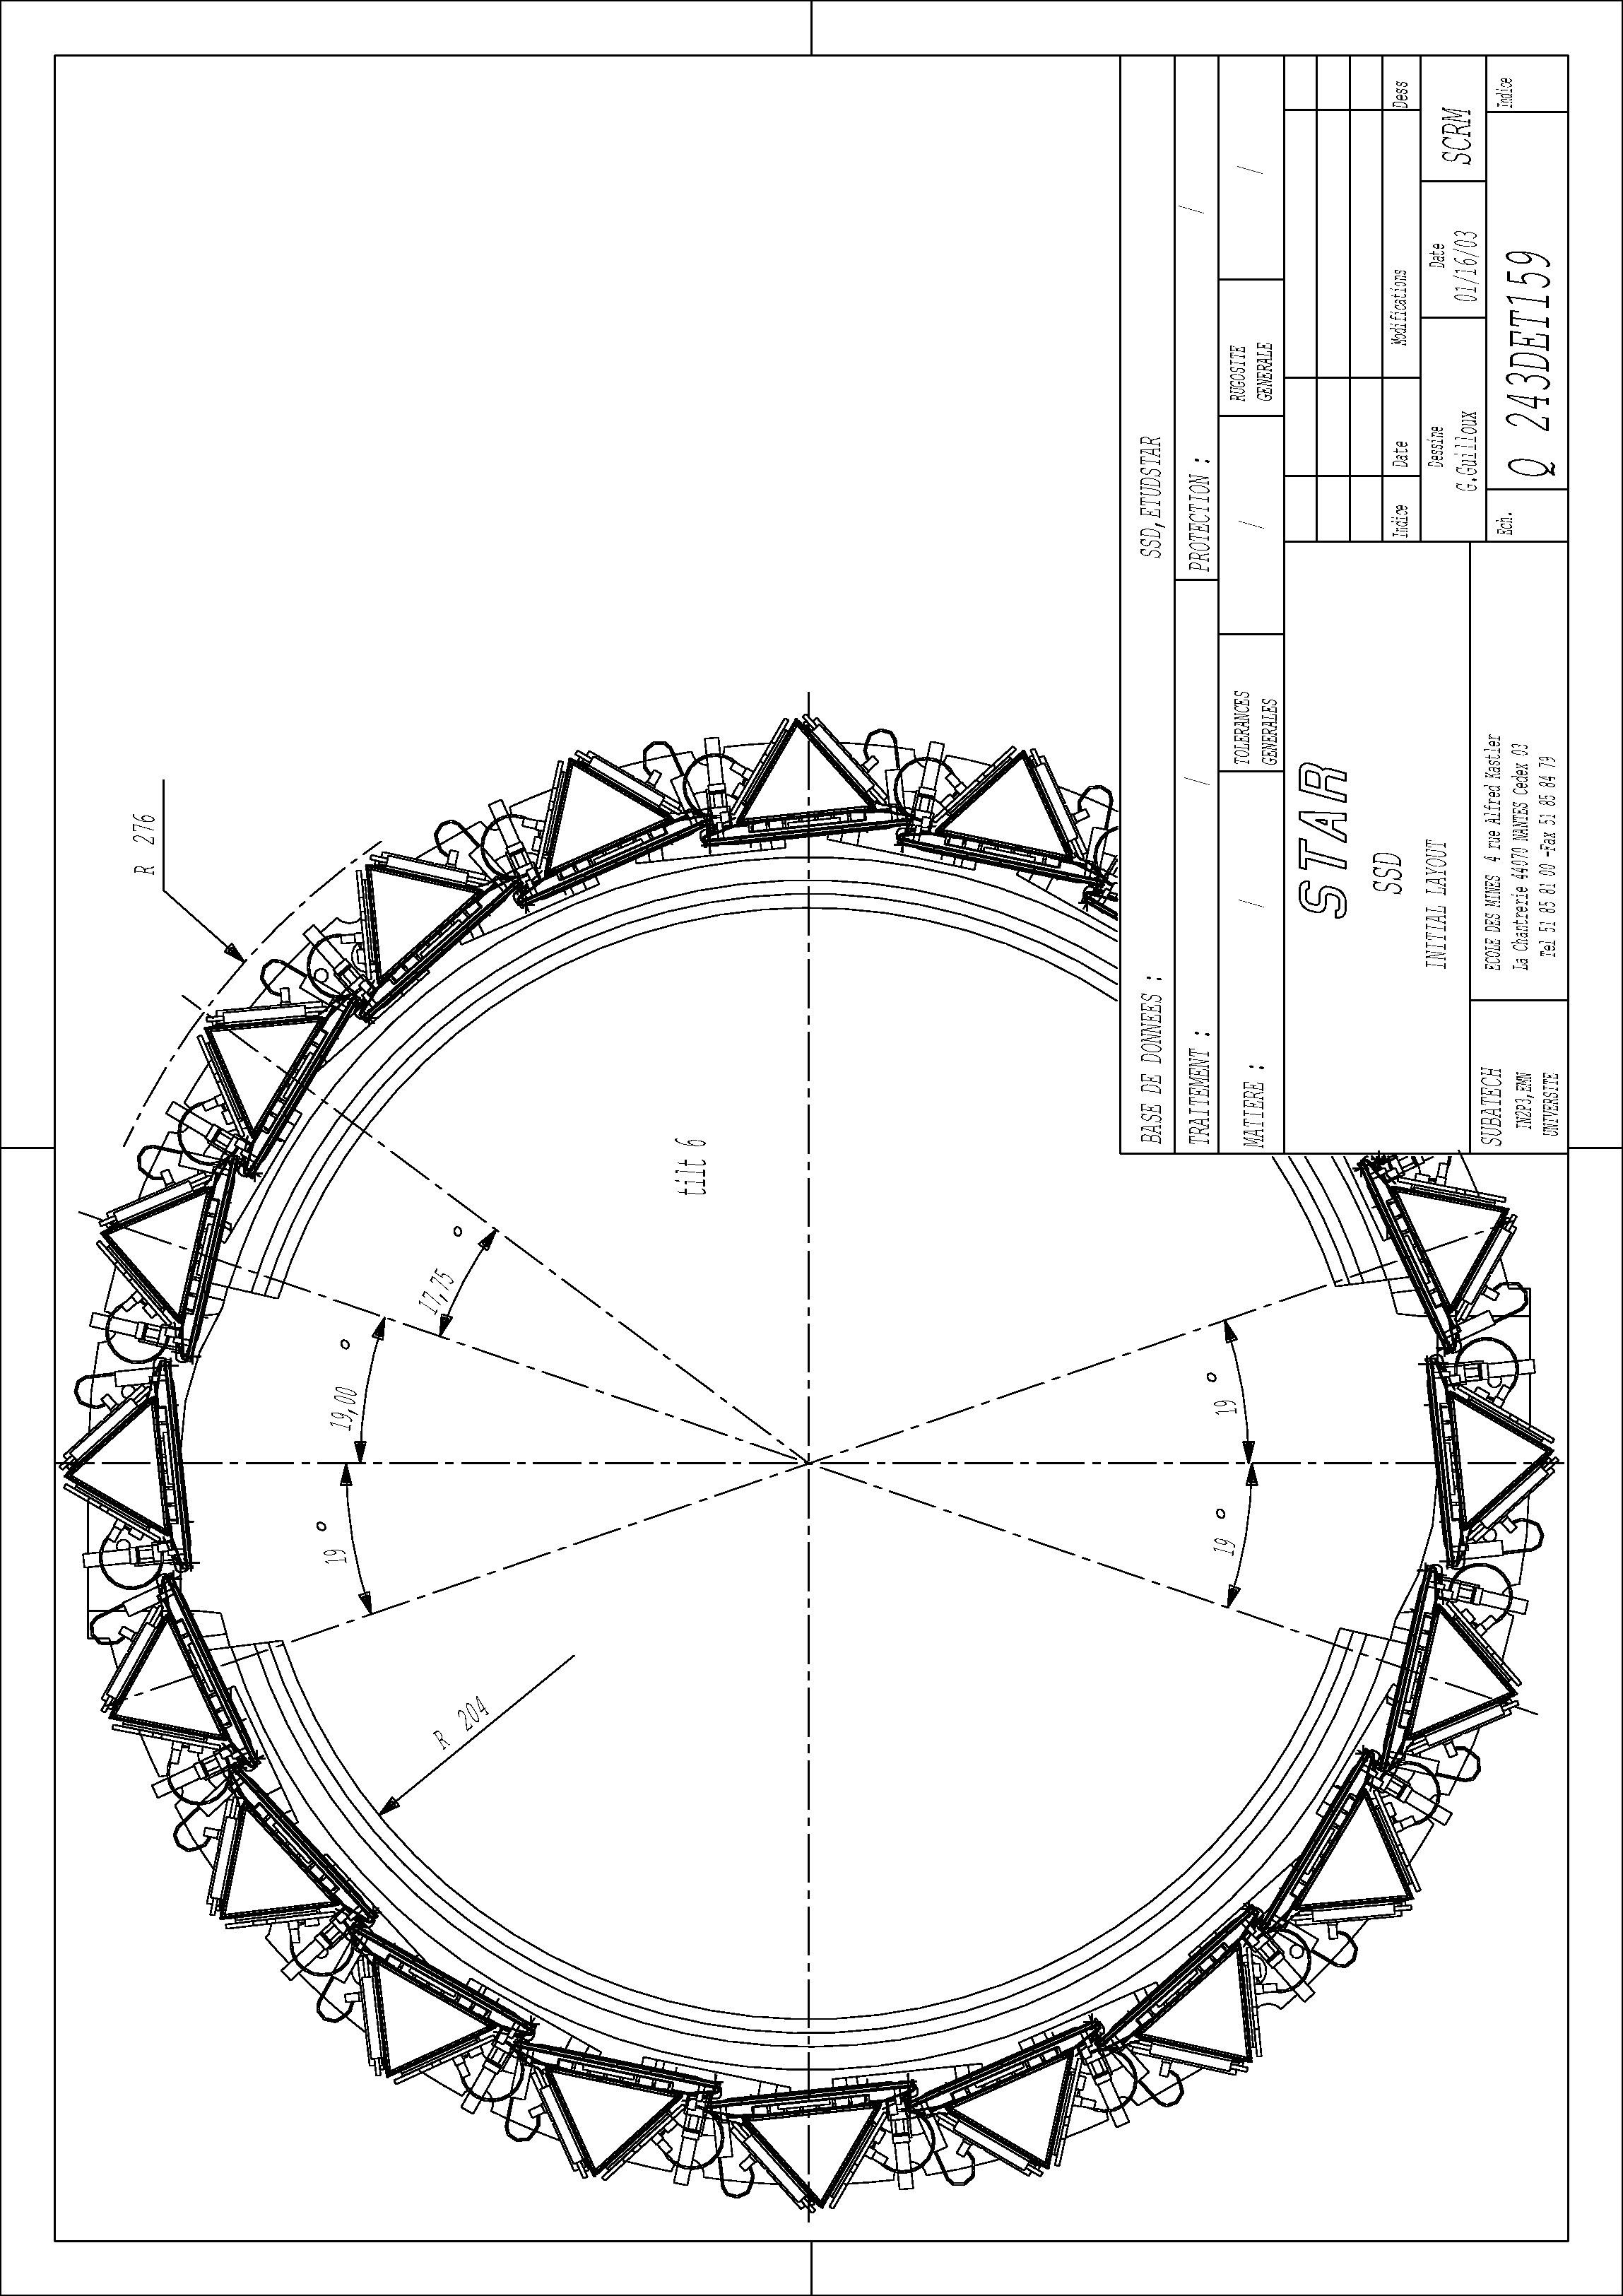 R 276
17,75 °
19,00 °
19 °
19 °
19 °
R 204
tilt 6
BASE DE DONNEES : SSD,ETUDSTAR
TRAITEMENT : / PROTECTION : /
MATIERE : / TOLERANCES GENERALES / RUGOSITE GENERALE /
STAR
SSD
INITIAL LAYOUT
Indice Date Modifications Dess
Dessine
G.Guilloux
Date
01/16/03
SCRM
SUBATECH
IN2P3,EMN
UNIVERSITE
ECOLE DES MINES 4 rue Alfred Kastler
La Chantrerie 44070 NANTES Cedex 03
Tel 51 85 81 00 -Fax 51 85 84 79
Ech.
Q 243DET159
Indice